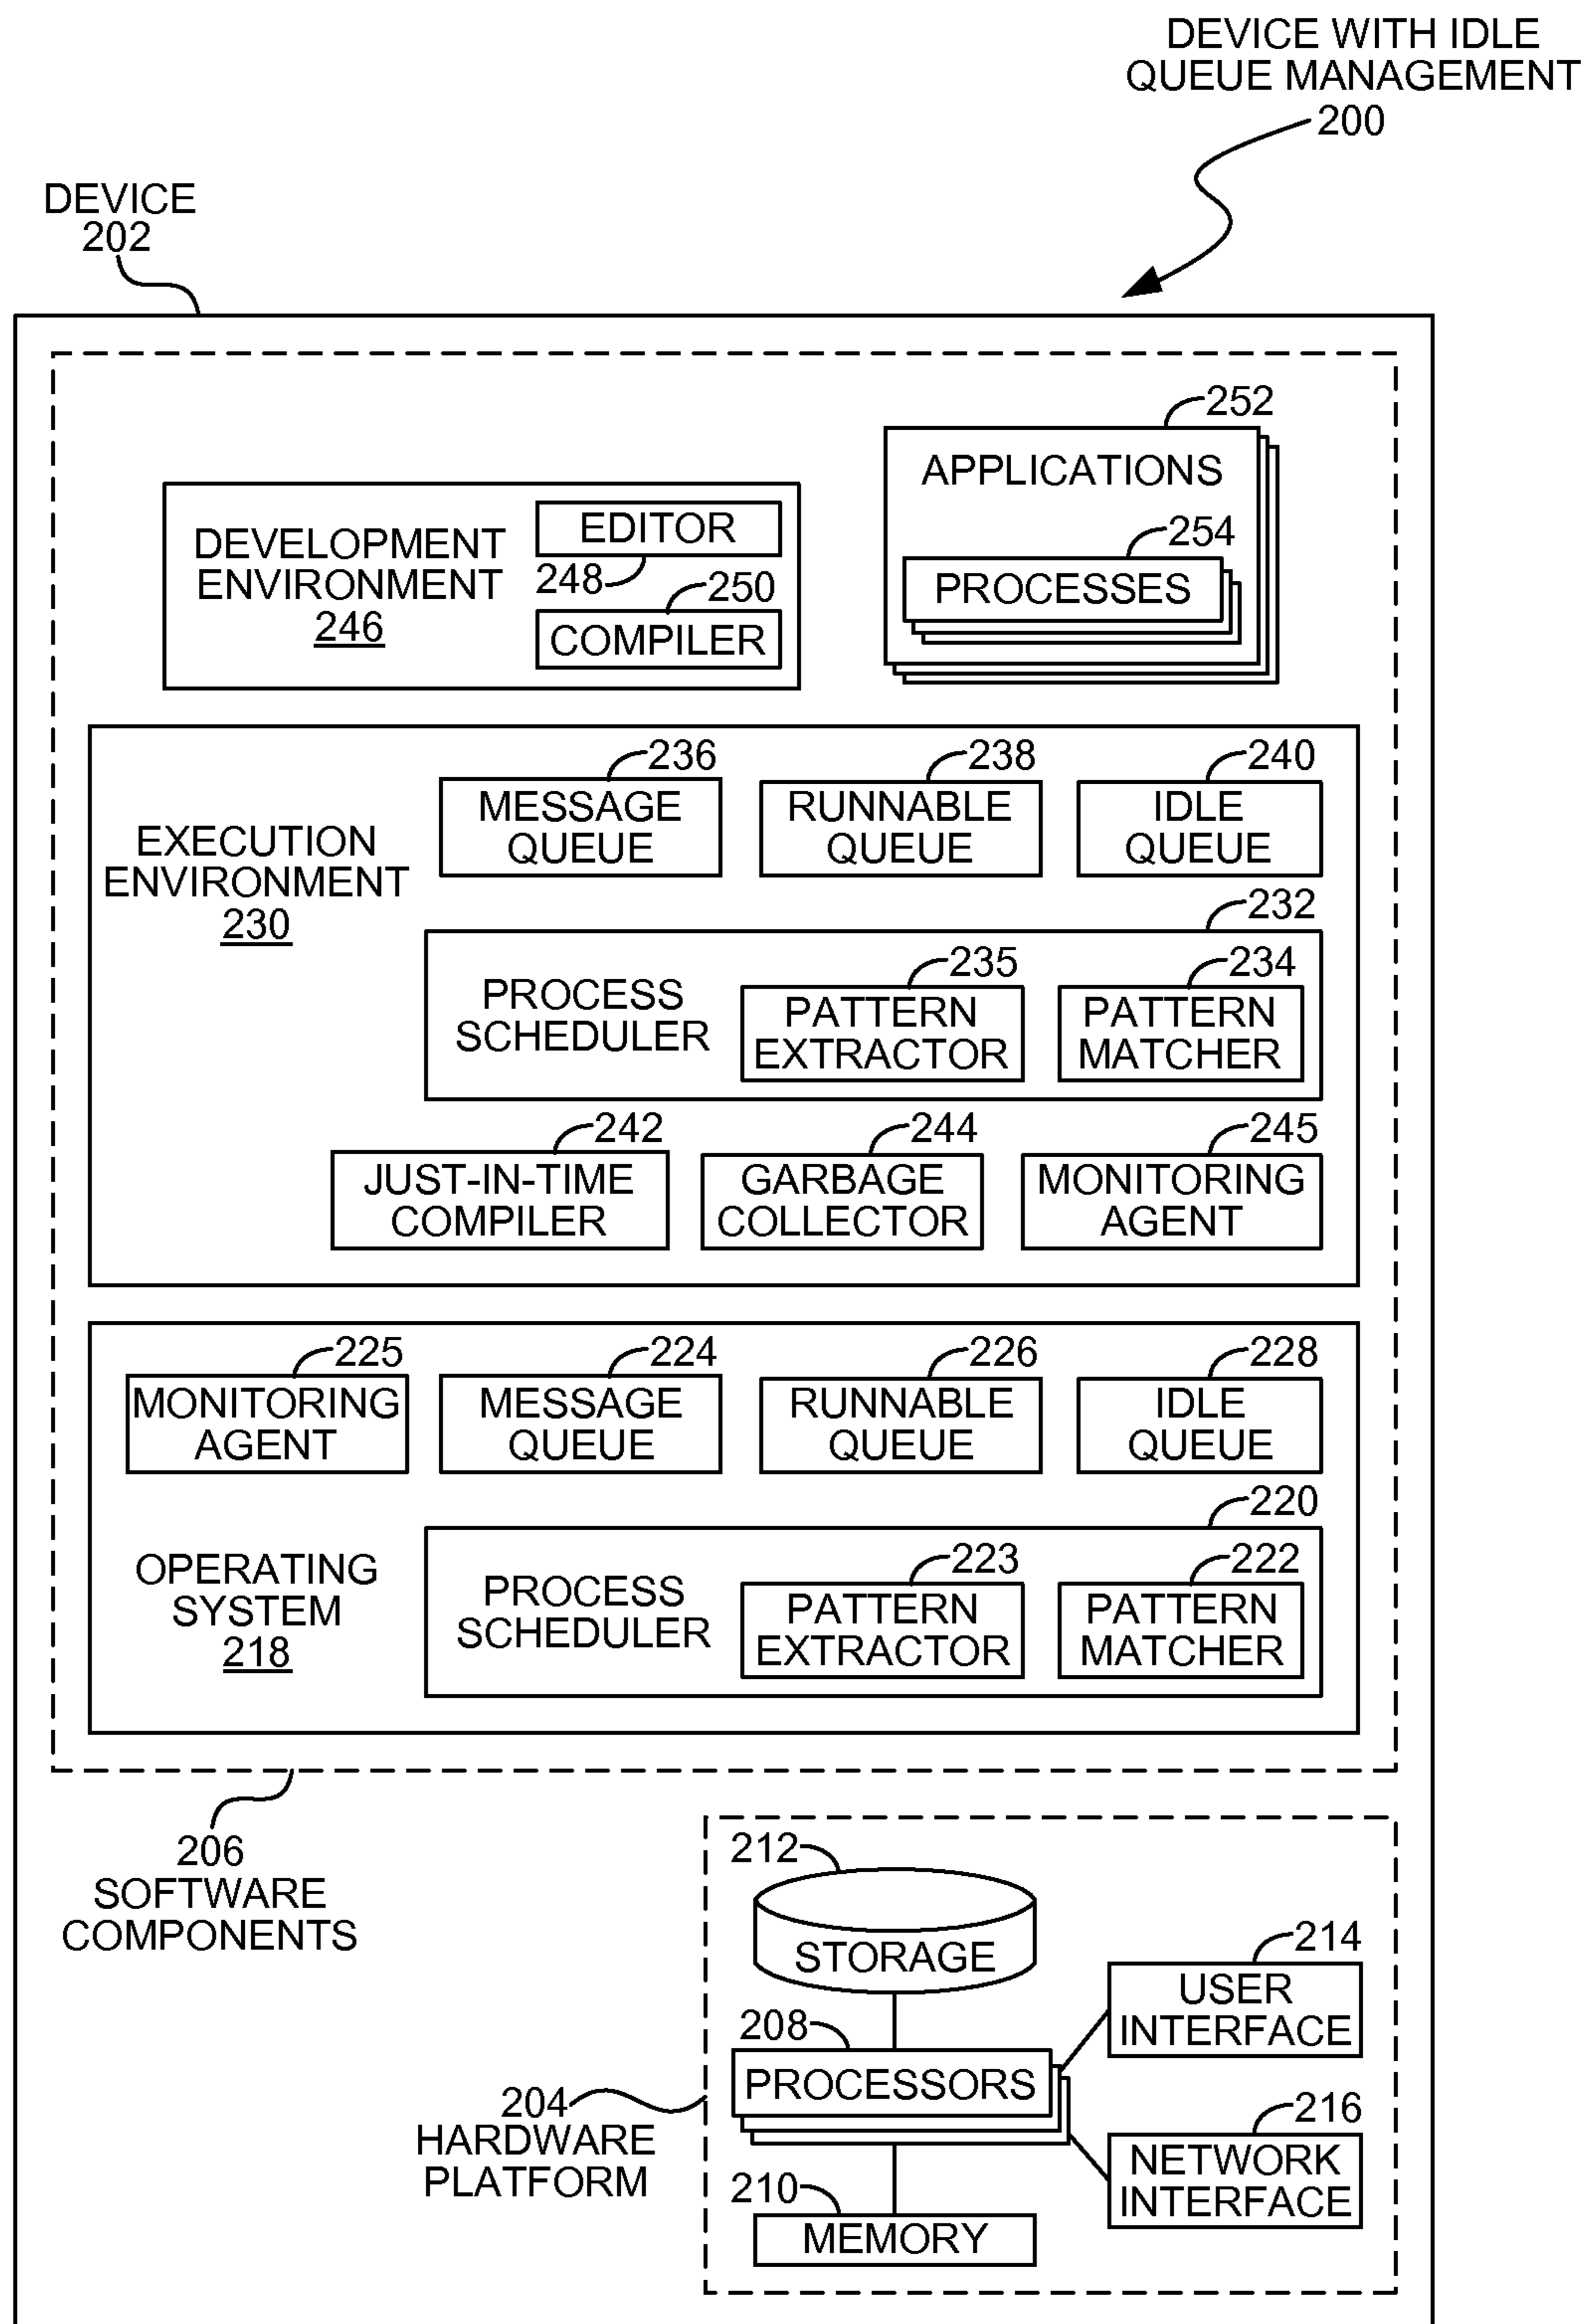 DEVICE WITH IDLE
QUEUE MANAGEMENT
200
DEVICE
202
252
APPLICATIONS
254
PROCESSES
DEVELOPMENT
ENVIRONMENT
246
EDITOR
248
250
COMPILER
236
MESSAGE
QUEUE
238
RUNNABLE
QUEUE
240
IDLE
QUEUE
EXECUTION
ENVIRONMENT
230
232
PROCESS
SCHEDULER
235
PATTERN
EXTRACTOR
234
PATTERN
MATCHER
242
JUST-IN-TIME
COMPILER
244
GARBAGE
COLLECTOR
245
MONITORING
AGENT
225
MONITORING
AGENT
224
MESSAGE
QUEUE
226
RUNNABLE
QUEUE
228
IDLE
QUEUE
OPERATING
SYSTEM
218
220
PROCESS
SCHEDULER
223
PATTERN
EXTRACTOR
222
PATTERN
MATCHER
206
SOFTWARE
COMPONENTS
212
STORAGE
214
USER
INTERFACE
208
PROCESSORS
204
HARDWARE
PLATFORM
216
NETWORK
INTERFACE
210
MEMORY